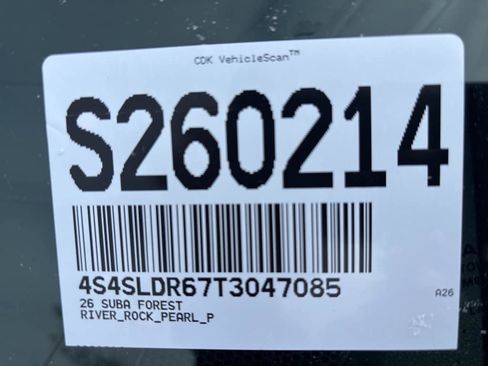 CDK VehicleScan™
S260214
4S4SLDR67T3047085
A26
26 SUBA FOREST
RIVER_ROCK_PEARL_P